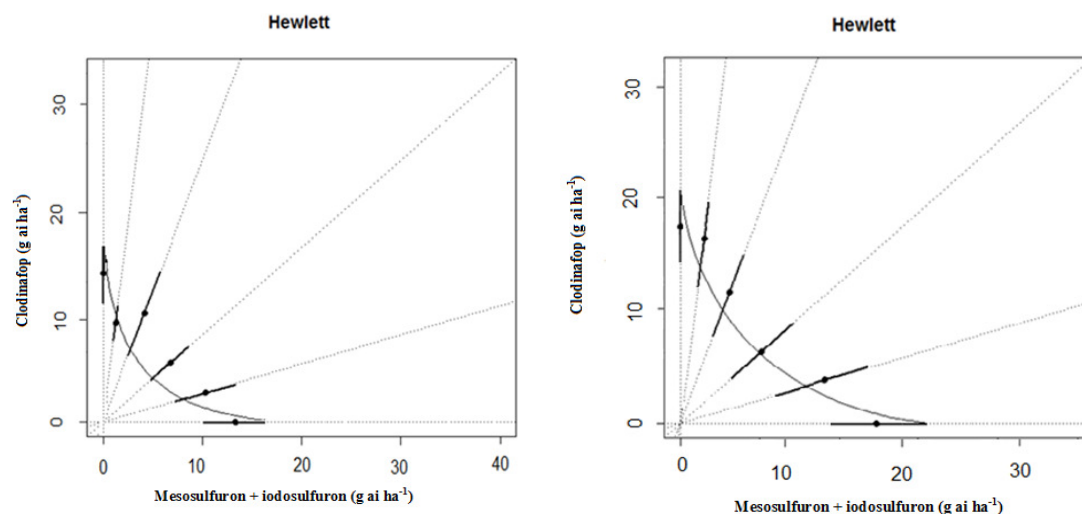 Hewlett
Clodinafop (g ai ha⁻¹)
30
20
10
0
0 10 20 30 40
Mesosulfuron + iodosulfuron (g ai ha⁻¹)
Hewlett
Clodinafop (g ai ha⁻¹)
30
20
10
0
0 10 20 30
Mesosulfuron + iodosulfuron (g ai ha⁻¹)